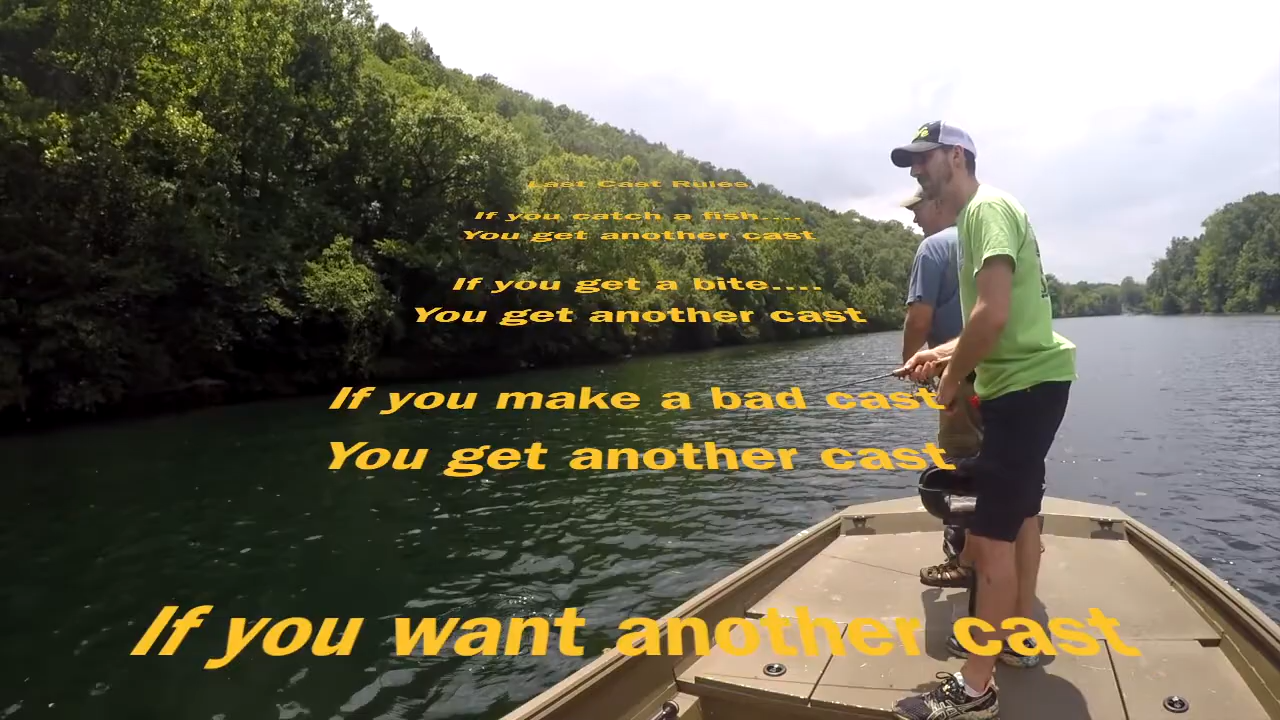 Last Cast Rules
If you catch a fish....
You get another cast
If you get a bite....
You get another cast
If you make a bad cast
You get another cast
If you want another cast